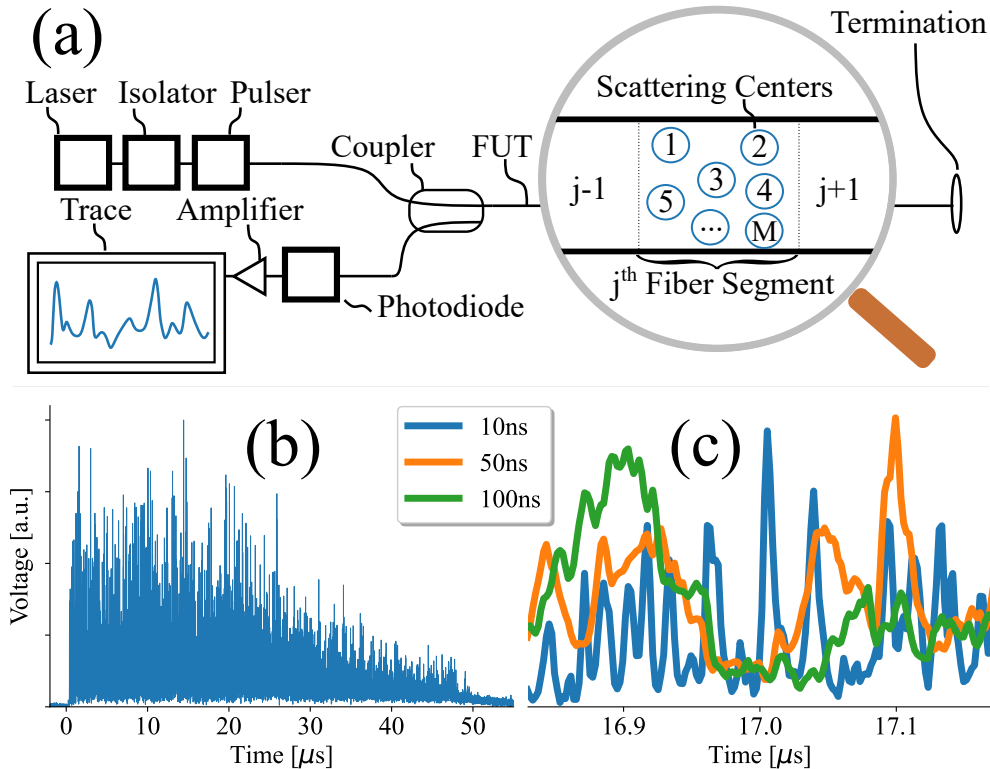 (a)
Laser Isolator Pulser
Coupler
FUT
Termination
Scattering Centers
1 2
3
4
5
... M
j-1
j+1
jth Fiber Segment
Trace Amplifier
Photodiode
(b)
10ns
50ns
100ns
(c)
Voltage [a.u.]
0 10 20 30 40 50
Time [μs]
16.9 17.0 17.1
Time [μs]